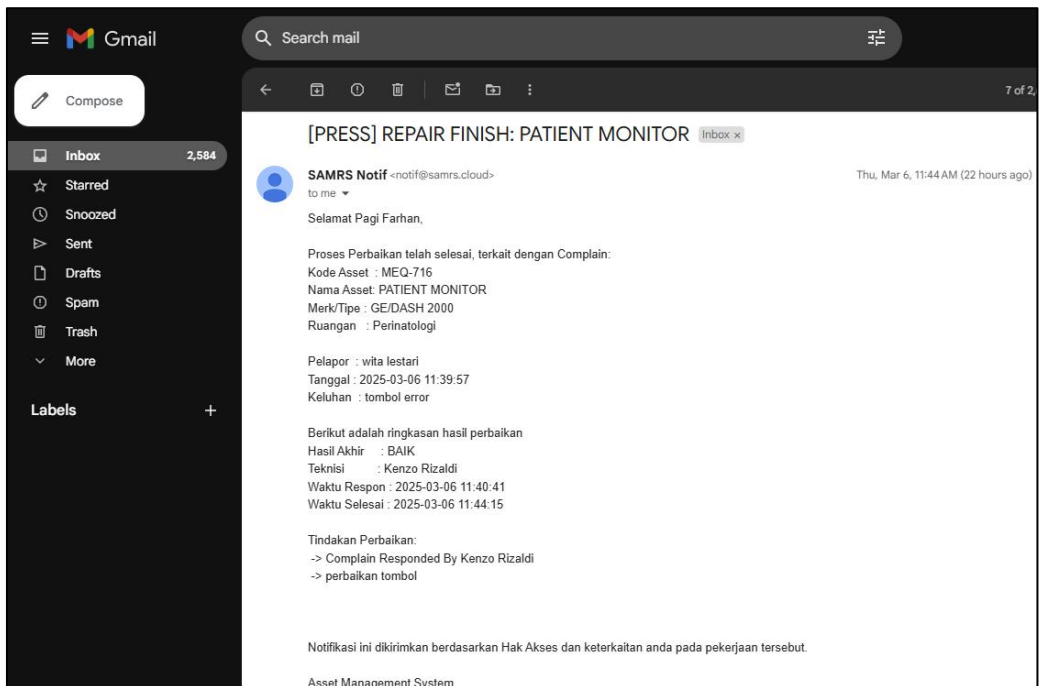 Gmail
Search mail
Compose
7 of 2,
Inbox 2,584
Starred
Snoozed
Sent
Drafts
Spam
Trash
More
Labels +
[PRESS] REPAIR FINISH: PATIENT MONITOR Inbox ×
SAMRS Notif <notif@samrs.cloud> Thu, Mar 6, 11:44 AM (22 hours ago)
to me
Selamat Pagi Farhan,
Proses Perbaikan telah selesai, terkait dengan Complain:
Kode Asset : MEQ-716
Nama Asset: PATIENT MONITOR
Merk/Tipe : GE/DASH 2000
Ruangan : Perinatologi
Pelapor : wita lestari
Tanggal : 2025-03-06 11:39:57
Keluhan : tombol error
Berikut adalah ringkasan hasil perbaikan
Hasil Akhir : BAIK
Teknisi : Kenzo Rizaldi
Waktu Respon : 2025-03-06 11:40:41
Waktu Selesai : 2025-03-06 11:44:15
Tindakan Perbaikan:
-> Complain Responded By Kenzo Rizaldi
-> perbaikan tombol
Notifikasi ini dikirimkan berdasarkan Hak Akses dan keterkaitan anda pada pekerjaan tersebut.
Asset Management System